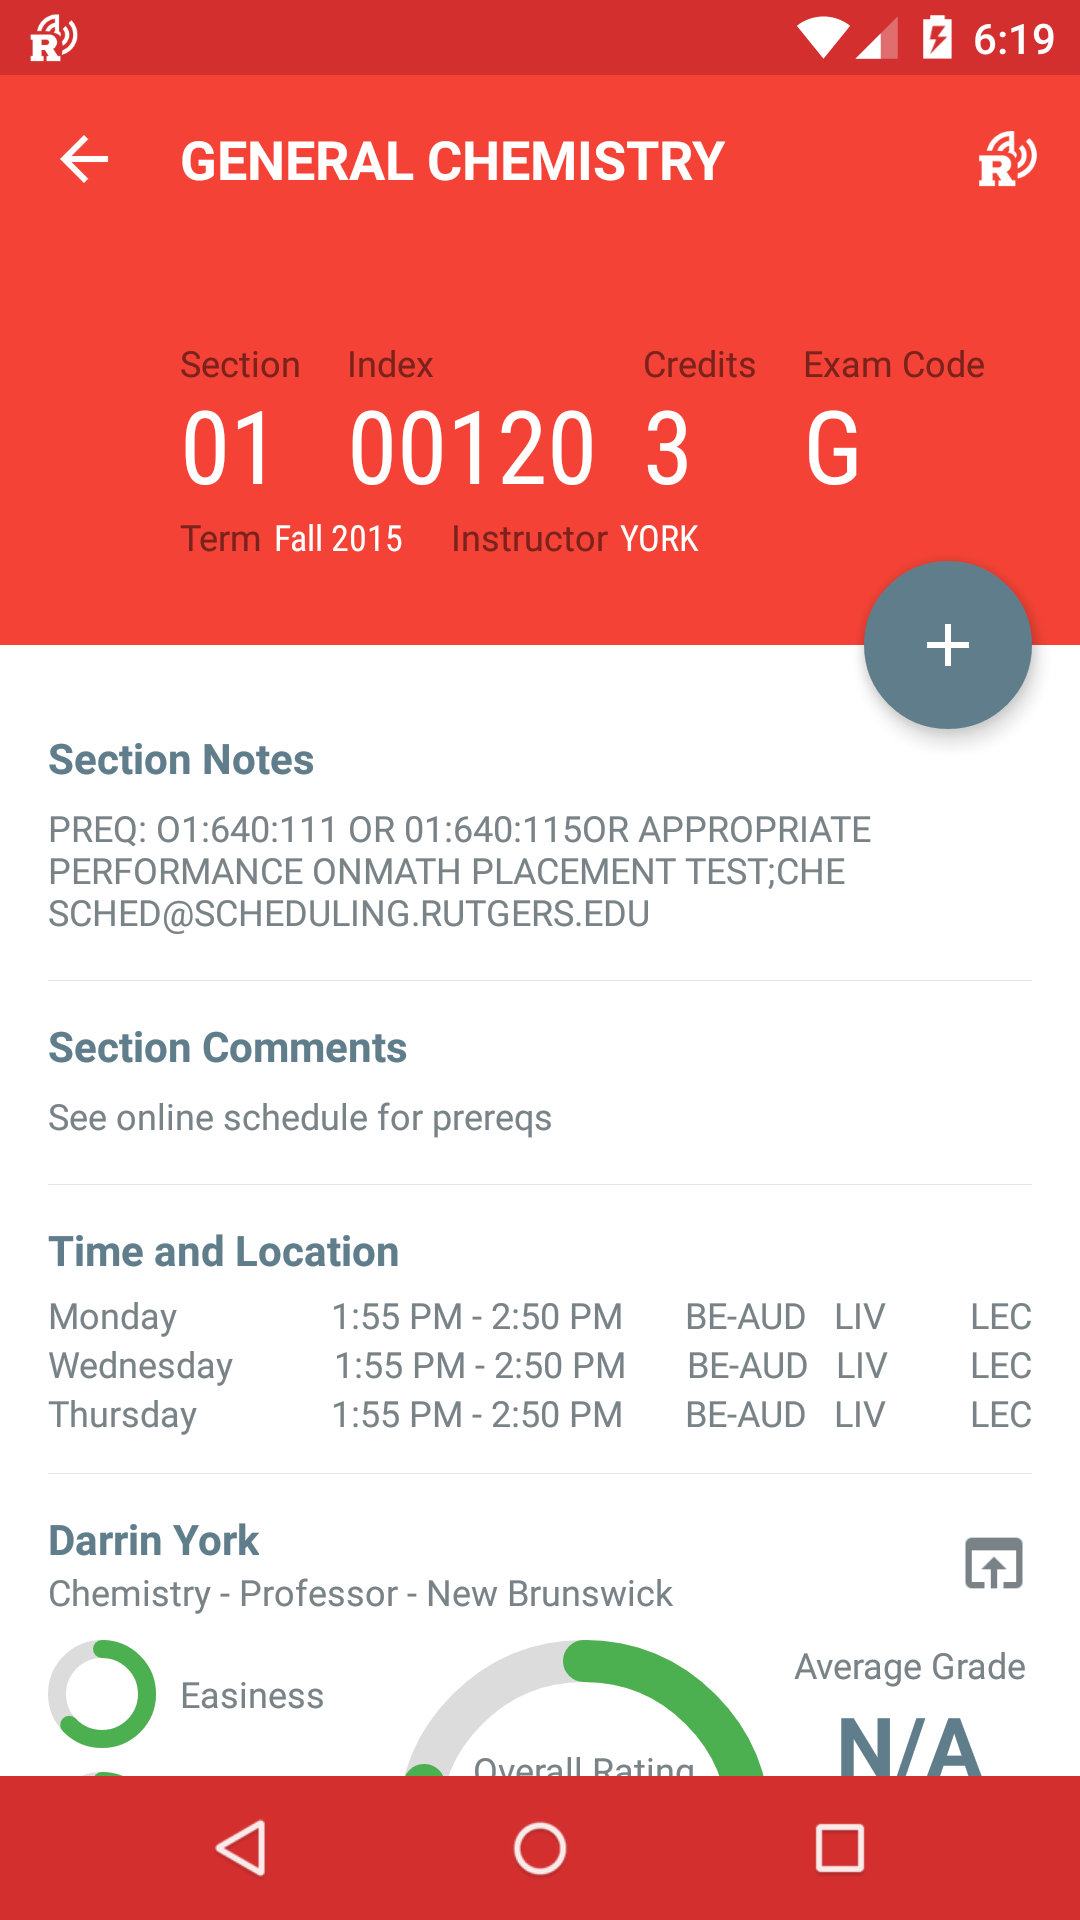 6:19
GENERAL CHEMISTRY
Section Index Credits Exam Code
01 00120 3 G
Term Fall 2015 Instructor YORK
Section Notes
PREQ: O1:640:111 OR 01:640:115OR APPROPRIATE
PERFORMANCE ONMATH PLACEMENT TEST;CHE
SCHED@SCHEDULING.RUTGERS.EDU
Section Comments
See online schedule for prereqs
Time and Location
Monday 1:55 PM - 2:50 PM BE-AUD LIV LEC
Wednesday 1:55 PM - 2:50 PM BE-AUD LIV LEC
Thursday 1:55 PM - 2:50 PM BE-AUD LIV LEC
Darrin York
Chemistry - Professor - New Brunswick
Easiness
Overall Rating
Average Grade
N/A